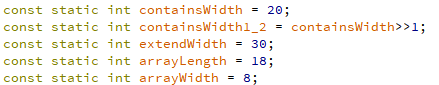 const static int containsWidth = 20;
const static int containsWidth1_2 = containsWidth>>1;
const static int extendWidth = 30;
const static int arrayLength = 18;
const static int arrayWidth = 8;